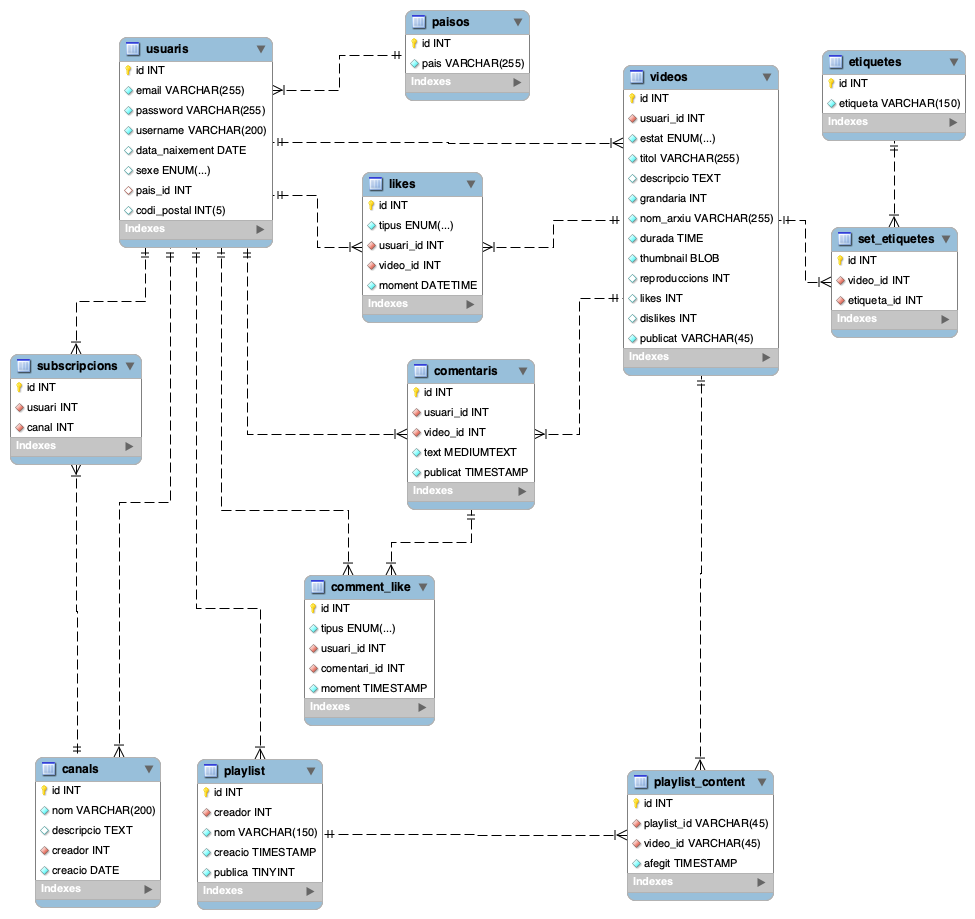 paisos
id INT
pais VARCHAR(255)
Indexes
usuaris
id INT
email VARCHAR(255)
password VARCHAR(255)
username VARCHAR(200)
data_naixement DATE
sexe ENUM(...)
pais_id INT
codi_postal INT(5)
Indexes
videos
id INT
usuari_id INT
estat ENUM(...)
titol VARCHAR(255)
descripcio TEXT
grandaria INT
nom_arxiu VARCHAR(255)
durada TIME
thumbnail BLOB
reproduccions INT
likes INT
dislikes INT
publicat VARCHAR(45)
Indexes
etiquetes
id INT
etiqueta VARCHAR(150)
Indexes
likes
id INT
tipus ENUM(...)
usuari_id INT
video_id INT
moment DATETIME
Indexes
set_etiquetes
id INT
video_id INT
etiqueta_id INT
Indexes
subscripcions
id INT
usuari INT
canal INT
Indexes
comentaris
id INT
usuari_id INT
video_id INT
text MEDIUMTEXT
publicat TIMESTAMP
Indexes
comment_like
id INT
tipus ENUM(...)
usuari_id INT
comentari_id INT
moment TIMESTAMP
Indexes
canals
id INT
nom VARCHAR(200)
descripcio TEXT
creador INT
creacio DATE
Indexes
playlist
id INT
creador INT
nom VARCHAR(150)
creacio TIMESTAMP
publica TINYINT
Indexes
playlist_content
id INT
playlist_id VARCHAR(45)
video_id VARCHAR(45)
afegit TIMESTAMP
Indexes